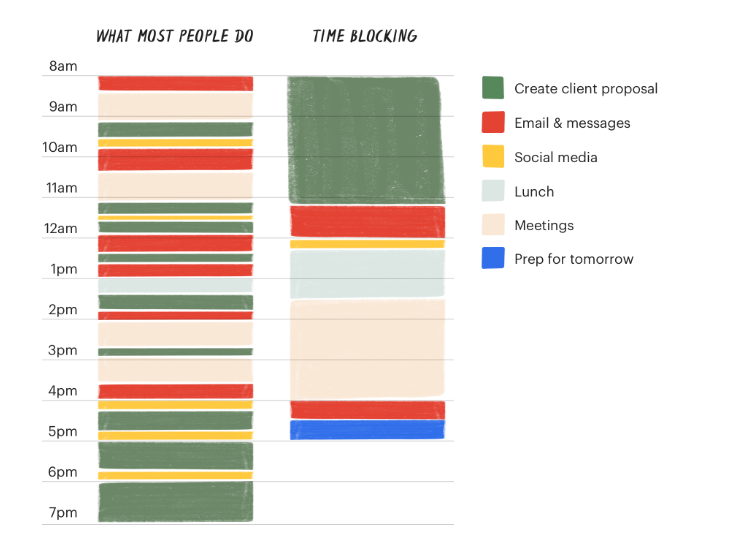 WHAT MOST PEOPLE DO
TIME BLOCKING
8am
9am
10am
11am
12am
1pm
2pm
3pm
4pm
5pm
6pm
7pm
Create client proposal
Email & messages
Social media
Lunch
Meetings
Prep for tomorrow